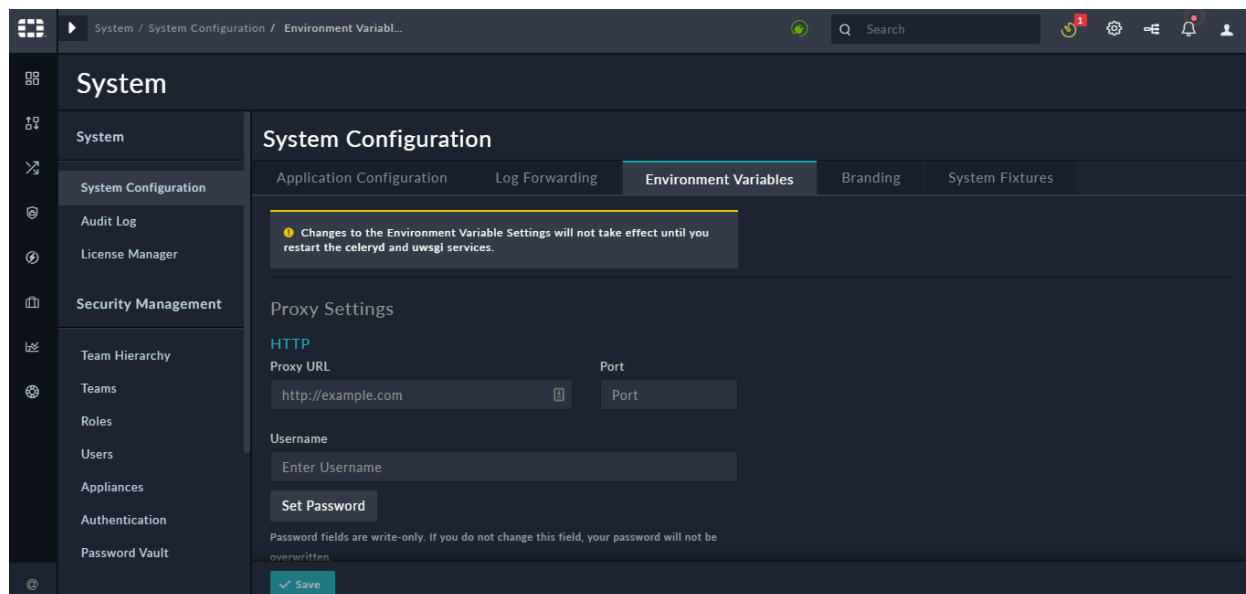 System / System Configuration / Environment Variabl...
Search
1
System
System
System Configuration
Audit Log
License Manager
Security Management
Team Hierarchy
Teams
Roles
Users
Appliances
Authentication
Password Vault
@
System Configuration
Application Configuration
Log Forwarding
Environment Variables
Branding
System Fixtures
Changes to the Environment Variable Settings will not take effect until you
restart the celeryd and uwsgi services.
Proxy Settings
HTTP
Proxy URL
Port
http://example.com
Port
Username
Enter Username
Set Password
Password fields are write-only. If you do not change this field, your password will not be
overwritten.
Save